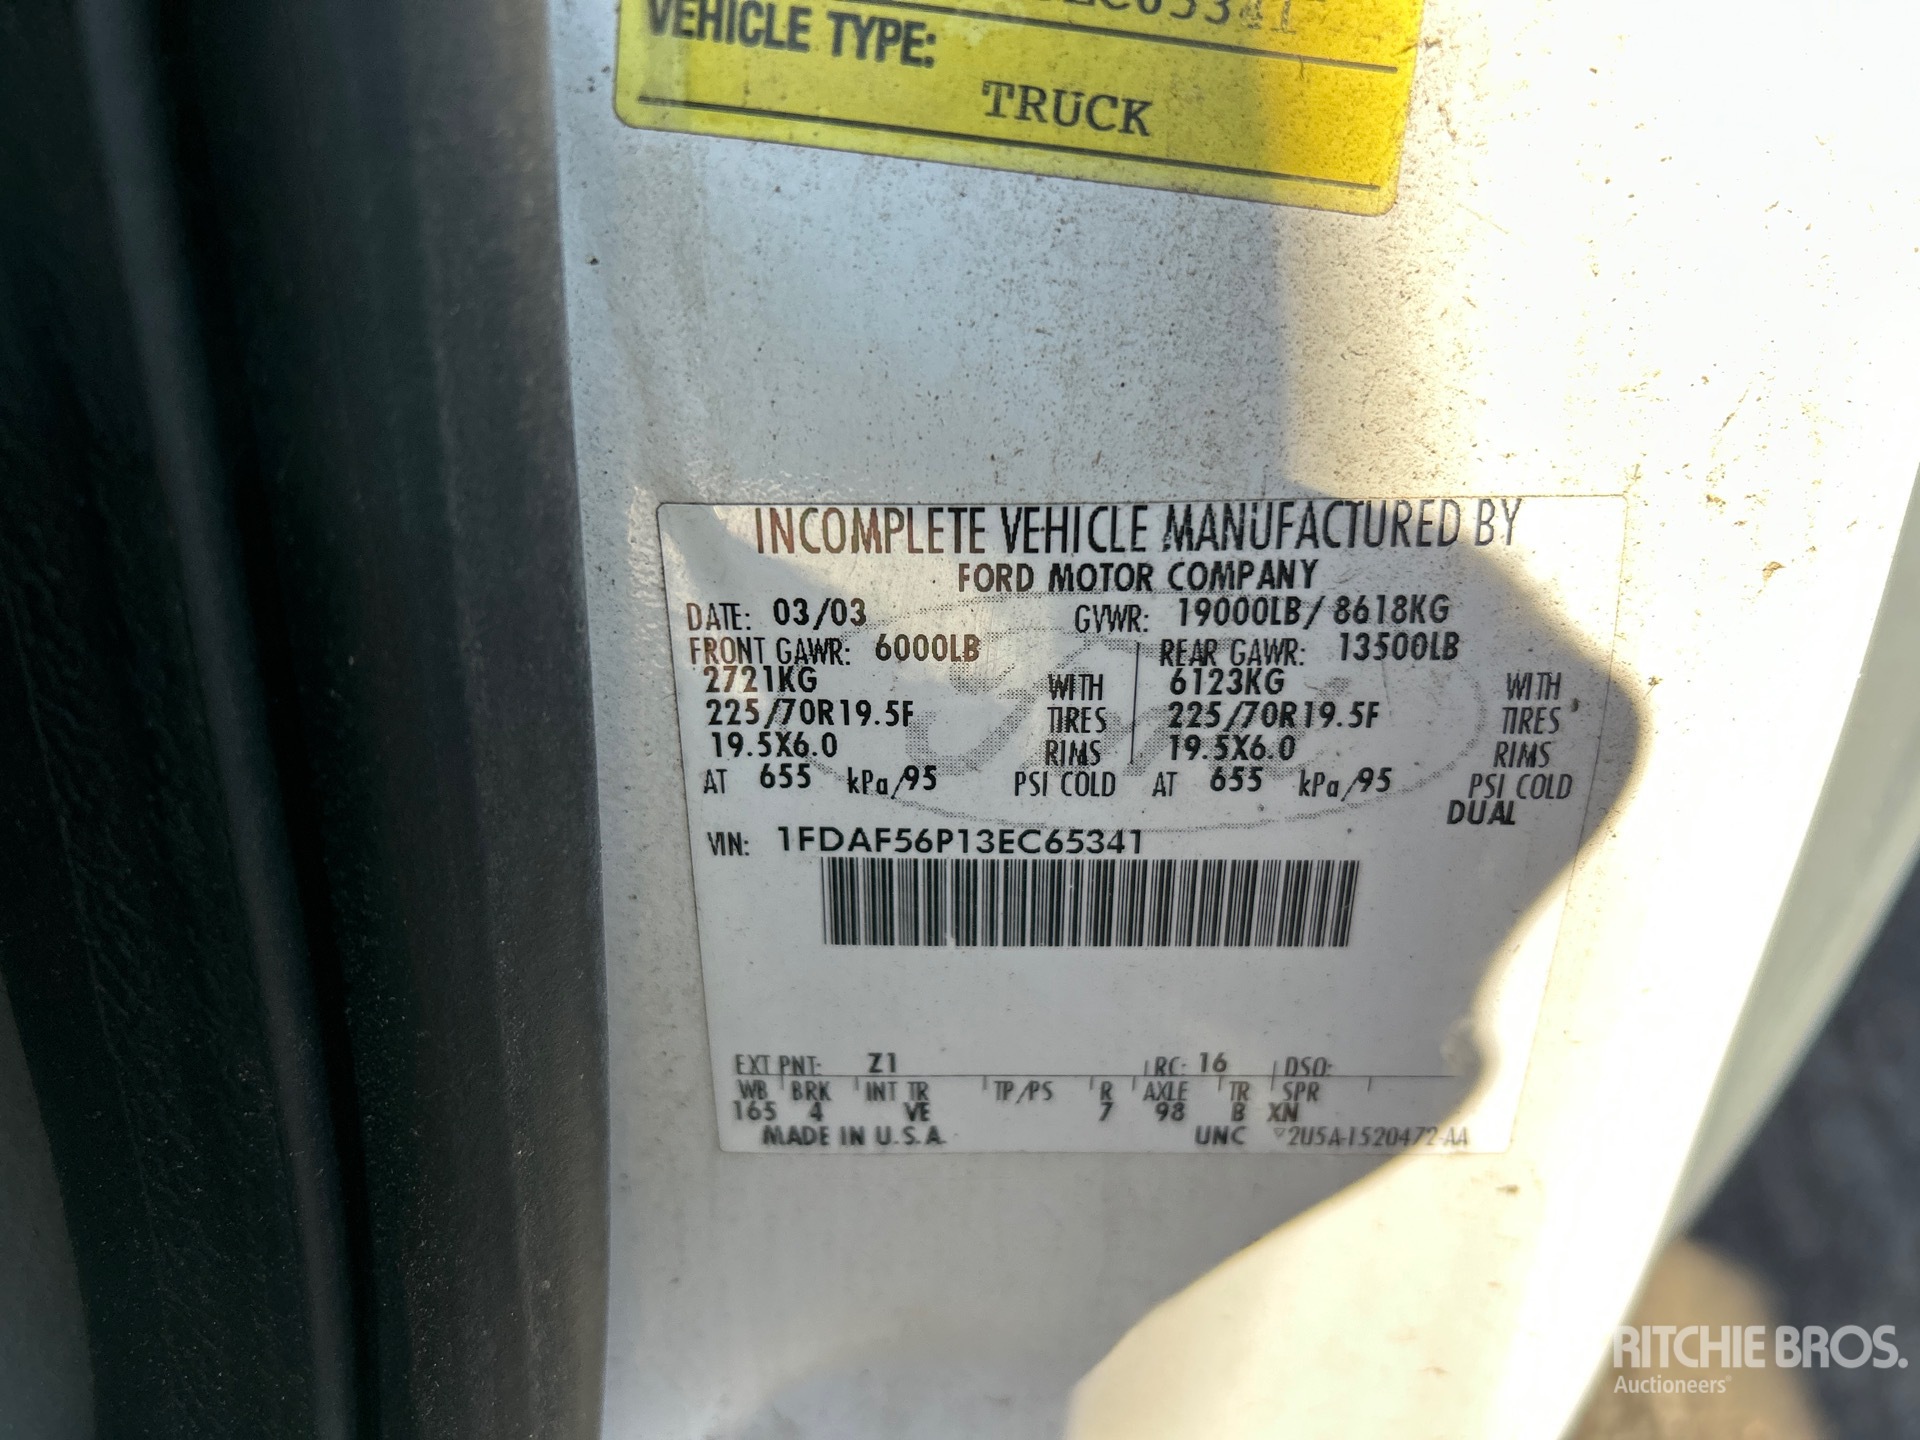 C65341
VEHICLE TYPE:
TRUCK
INCOMPLETE VEHICLE MANUFACTURED BY
FORD MOTOR COMPANY
DATE: 03/03 GVWR: 19000LB/ 8618KG
FRONT GAWR: 6000LB REAR GAWR: 13500LB
2721KG WITH 6123KG WITH
225/70R19.5F TIRES 225/70R19.5F TIRES
19.5X6.0 RIMS 19.5X6.0 RIMS
AT 655 kPa/95 PSI COLD AT 655 kPa/95 PSI COLD
DUAL
VIN: 1FDAF56P13EC65341
EXT PNT: Z1 RC: 16 DSO:
WB BRK INT TR TP/PS R AXLE TR SPR
165 4 VE 7 98 B XN
MADE IN U.S.A. UNC ▽2U5A-1520472-AA
RITCHIE BROS.
Auctioneers